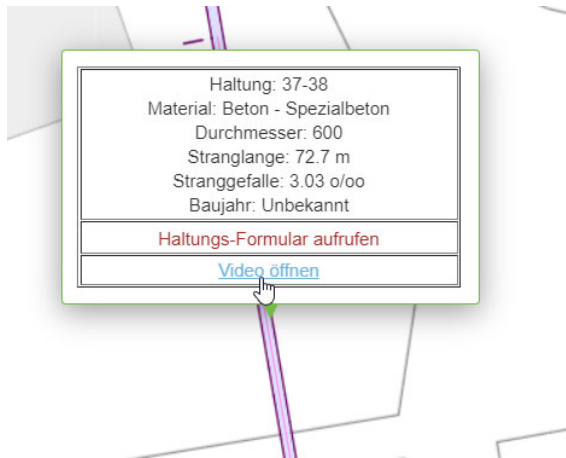 Haltung: 37-38
Material: Beton - Spezialbeton
Durchmesser: 600
Stranglange: 72.7 m
Stranggefalle: 3.03 o/oo
Baujahr: Unbekannt
Haltungs-Formular aufrufen
Video öffnen